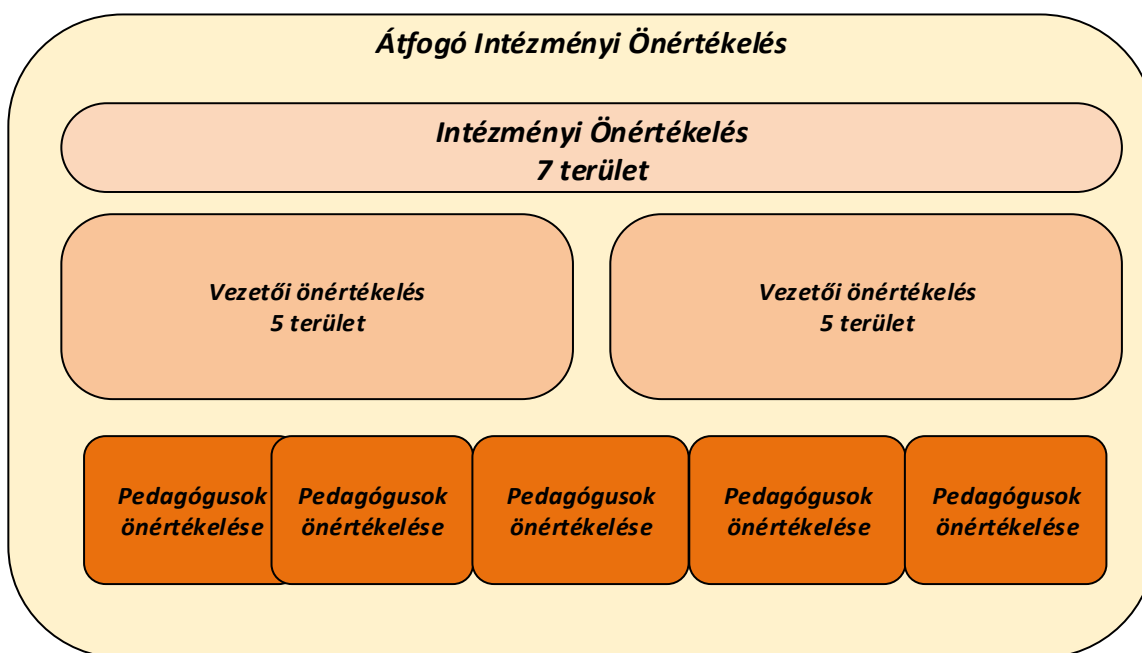 Átfogó Intézményi Önértékelés
Intézményi Önértékelés
7 terület
Vezetői önértékelés
5 terület
Vezetői önértékelés
5 terület
Pedagógusok
önértékelése
Pedagógusok
önértékelése
Pedagógusok
önértékelése
Pedagógusok
önértékelése
Pedagógusok
önértékelése